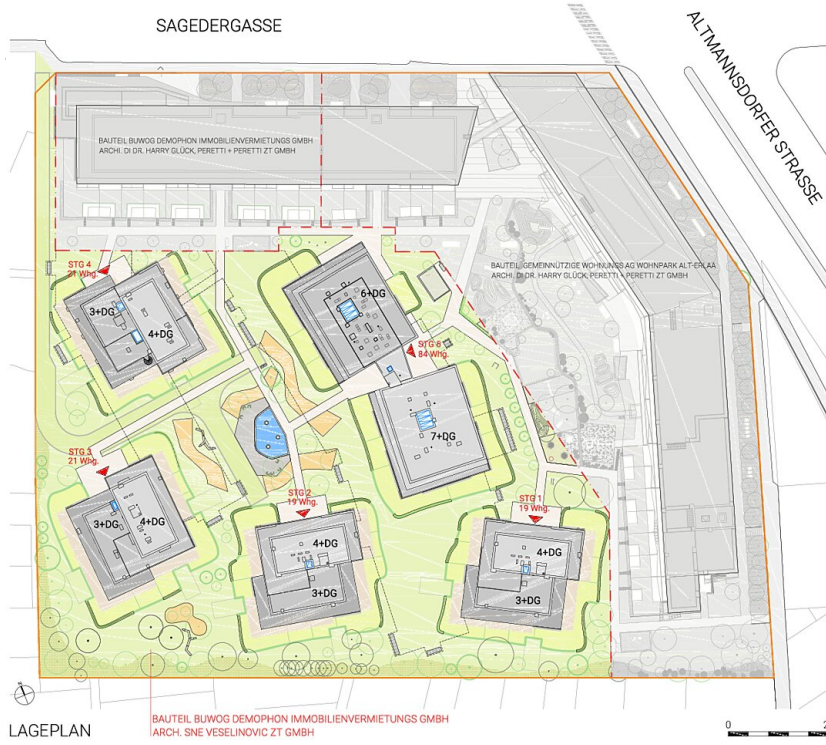 SAGEDERGASSE
ALTMANNSDORFER STRASSE
BAUTEIL BUWOG DEMOPHON IMMOBILIENVERMIETUNGS GMBH
ARCHI. DI DR. HARRY GLÜCK, PERETTI + PERETTI ZT GMBH
BAUTEIL GEMEINNÜTZIGE WOHNUNGS AG WOHNPARK ALT-ERLAA
ARCHI. DI DR. HARRY GLÜCK, PERETTI + PERETTI ZT GMBH
STG 4
21 Whg.
3+DG
4+DG
6+DG
STG 5
84 Whg.
7+DG
STG 3
21 Whg.
3+DG
4+DG
STG 2
19 Whg.
4+DG
3+DG
STG 1
19 Whg.
4+DG
3+DG
LAGEPLAN
BAUTEIL BUWOG DEMOPHON IMMOBILIENVERMIETUNGS GMBH
ARCH. SNE VESELINOVIC ZT GMBH
0